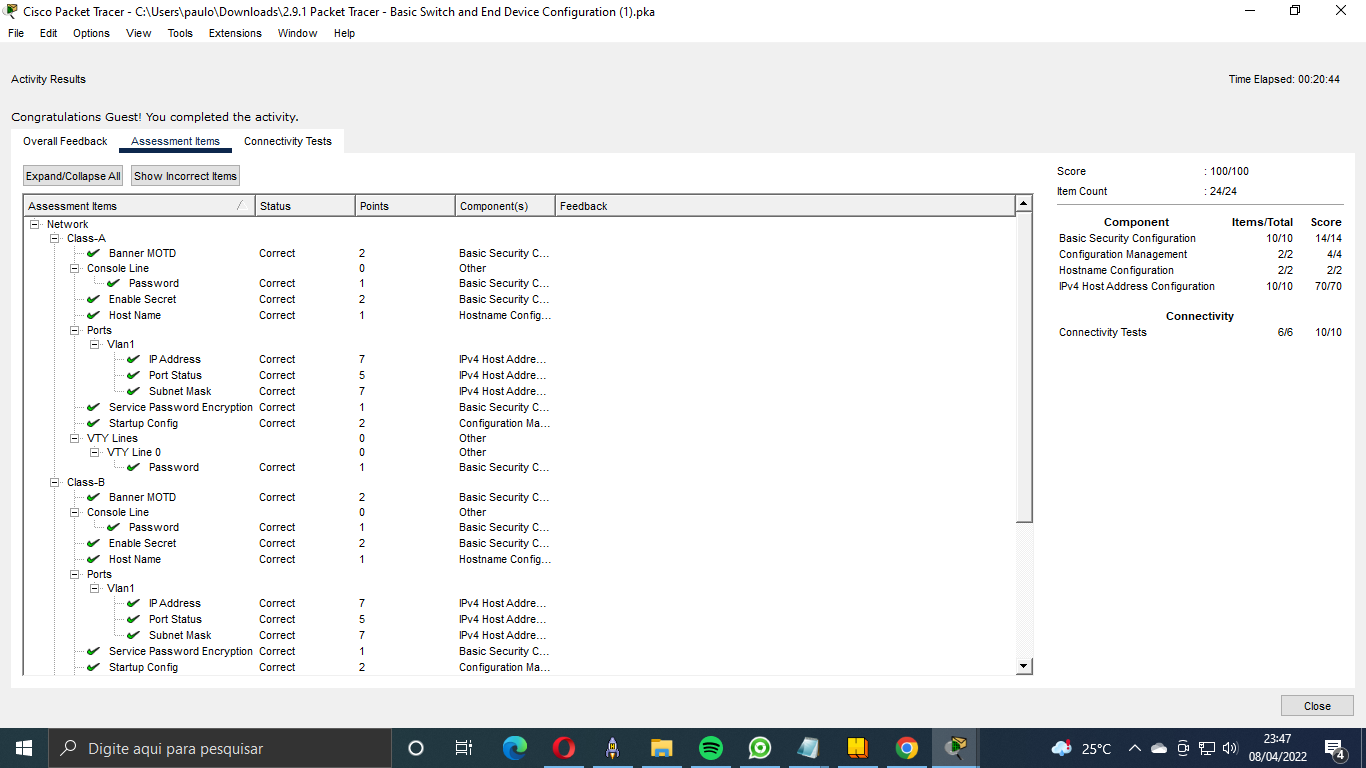 Cisco Packet Tracer - C:\Users\paulo\Downloads\2.9.1 Packet Tracer - Basic Switch and End Device Configuration (1).pka
File Edit Options View Tools Extensions Window Help
Activity Results
Time Elapsed: 00:20:44
Congratulations Guest! You completed the activity.
Overall Feedback Assessment Items Connectivity Tests
Expand/Collapse All Show Incorrect Items
Assessment Items Status Points Component(s) Feedback
Network
Class-A
Banner MOTD Correct 2 Basic Security C...
Console Line 0 Other
Password Correct 1 Basic Security C...
Enable Secret Correct 2 Basic Security C...
Host Name Correct 1 Hostname Config...
Ports
Vlan1
IP Address Correct 7 IPv4 Host Addre...
Port Status Correct 5 IPv4 Host Addre...
Subnet Mask Correct 7 IPv4 Host Addre...
Service Password Encryption Correct 1 Basic Security C...
Startup Config Correct 2 Configuration Ma...
VTY Lines 0 Other
VTY Line 0 0 Other
Password Correct 1 Basic Security C...
Class-B
Banner MOTD Correct 2 Basic Security C...
Console Line 0 Other
Password Correct 1 Basic Security C...
Enable Secret Correct 2 Basic Security C...
Host Name Correct 1 Hostname Config...
Ports
Vlan1
IP Address Correct 7 IPv4 Host Addre...
Port Status Correct 5 IPv4 Host Addre...
Subnet Mask Correct 7 IPv4 Host Addre...
Service Password Encryption Correct 1 Basic Security C...
Startup Config Correct 2 Configuration Ma...
Score : 100/100
Item Count : 24/24
Component Items/Total Score
Basic Security Configuration 10/10 14/14
Configuration Management 2/2 4/4
Hostname Configuration 2/2 2/2
IPv4 Host Address Configuration 10/10 70/70
Connectivity
Connectivity Tests 6/6 10/10
Close
Digite aqui para pesquisar
25°C
23:47
08/04/2022
4